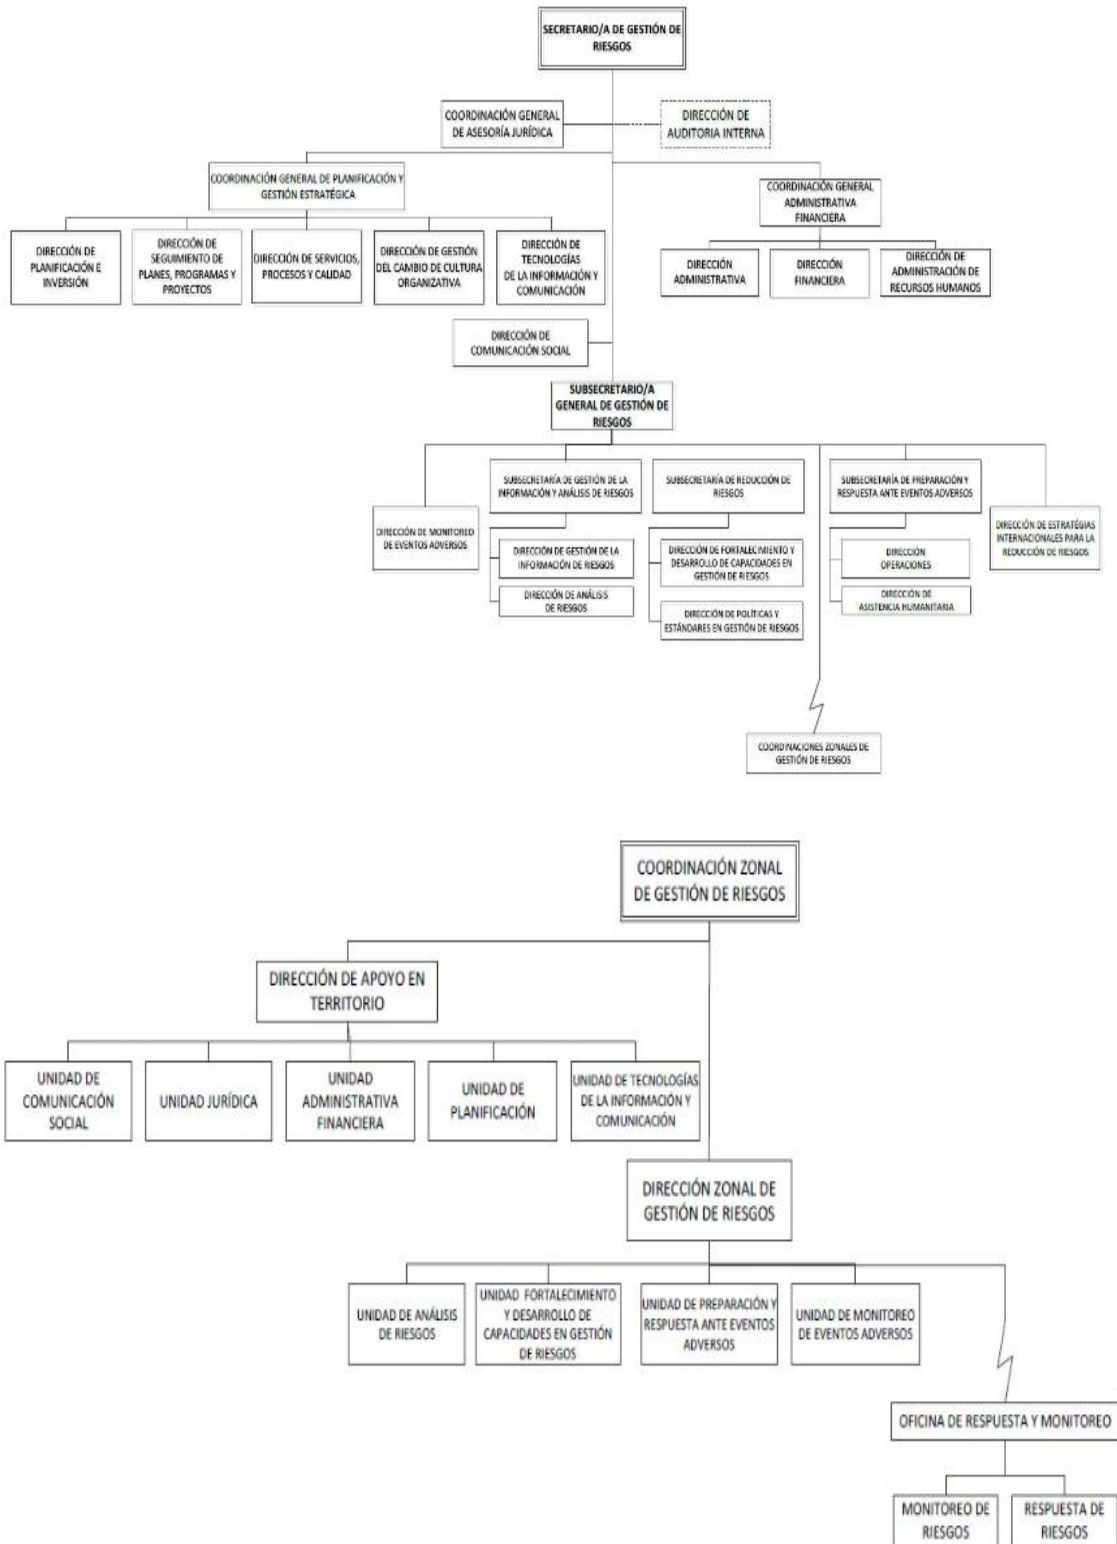 SECRETARIO/A DE GESTIÓN DE
RIESGOS
COORDINACIÓN GENERAL
DE ASESORÍA JURÍDICA
DIRECCIÓN DE
AUDITORIA INTERNA
COORDINACIÓN GENERAL DE PLANIFICACIÓN Y
GESTIÓN ESTRATÉGICA
COORDINACIÓN GENERAL
ADMINISTRATIVA
FINANCIERA
DIRECCIÓN DE
PLANIFICACIÓN E
INVERSIÓN
DIRECCIÓN DE
SEGUIMIENTO DE
PLANES, PROGRAMAS Y
PROYECTOS
DIRECCIÓN DE SERVICIOS,
PROCESOS Y CALIDAD
DIRECCIÓN DE GESTIÓN
DEL CAMBIO DE CULTURA
ORGANIZATIVA
DIRECCIÓN DE
TECNOLOGÍAS
DE LA INFORMACIÓN Y
COMUNICACIÓN
DIRECCIÓN
ADMINISTRATIVA
DIRECCIÓN
FINANCIERA
DIRECCIÓN DE
ADMINISTRACIÓN DE
RECURSOS HUMANOS
DIRECCIÓN DE
COMUNICACIÓN SOCIAL
SUBSECRETARIO/A
GENERAL DE GESTIÓN DE
RIESGOS
DIRECCIÓN DE MONITOREO
DE EVENTOS ADVERSOS
SUBSECRETARÍA DE GESTIÓN DE LA
INFORMACIÓN Y ANÁLISIS DE RIESGOS
DIRECCIÓN DE GESTIÓN DE LA
INFORMACIÓN DE RIESGOS
DIRECCIÓN DE ANÁLISIS
DE RIESGOS
SUBSECRETARÍA DE REDUCCIÓN DE
RIESGOS
DIRECCIÓN DE FORTALECIMIENTO Y
DESARROLLO DE CAPACIDADES EN
GESTIÓN DE RIESGOS
DIRECCIÓN DE POLÍTICAS Y
ESTÁNDARES EN GESTIÓN DE RIESGOS
SUBSECRETARÍA DE PREPARACIÓN Y
RESPUESTA ANTE EVENTOS ADVERSOS
DIRECCIÓN
OPERACIONES
DIRECCIÓN DE
ASISTENCIA HUMANITARIA
DIRECCIÓN DE ESTRATÉGIAS
INTERNACIONALES PARA LA
REDUCCIÓN DE RIESGOS
COORDINACIONES ZONALES DE
GESTIÓN DE RIESGOS
COORDINACIÓN ZONAL
DE GESTIÓN DE RIESGOS
DIRECCIÓN DE APOYO EN
TERRITORIO
UNIDAD DE
COMUNICACIÓN
SOCIAL
UNIDAD JURÍDICA
UNIDAD
ADMINISTRATIVA
FINANCIERA
UNIDAD DE
PLANIFICACIÓN
UNIDAD DE TECNOLOGÍAS
DE LA INFORMACIÓN Y
COMUNICACIÓN
DIRECCIÓN ZONAL DE
GESTIÓN DE RIESGOS
UNIDAD DE ANÁLISIS
DE RIESGOS
UNIDAD FORTALECIMIENTO
Y DESARROLLO DE
CAPACIDADES EN GESTIÓN
DE RIESGOS
UNIDAD DE PREPARACIÓN Y
RESPUESTA ANTE EVENTOS
ADVERSOS
UNIDAD DE MONITOREO
DE EVENTOS ADVERSOS
OFICINA DE RESPUESTA Y MONITOREO
MONITOREO DE
RIESGOS
RESPUESTA DE
RIESGOS